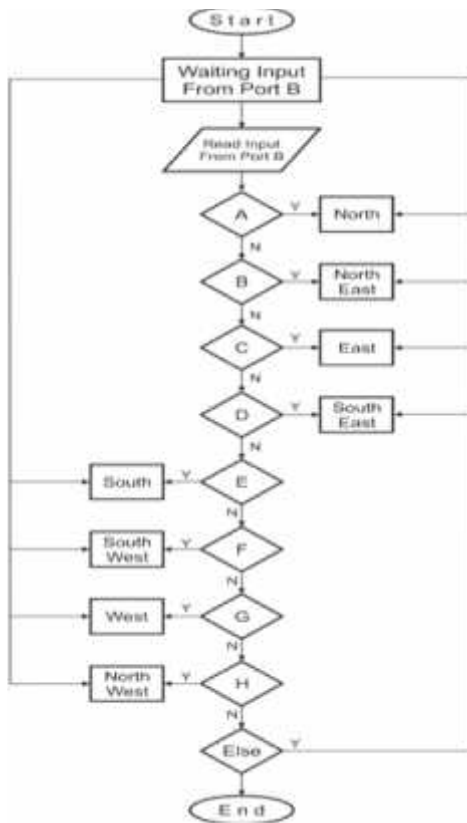 Start
Waiting Input
From Port B
Read Input
From Port B
A
Y
North
N
B
Y
North
East
N
C
Y
East
N
D
Y
South
East
N
South
Y
E
N
South
West
Y
F
N
West
Y
G
N
North
West
Y
H
N
Else
Y
End